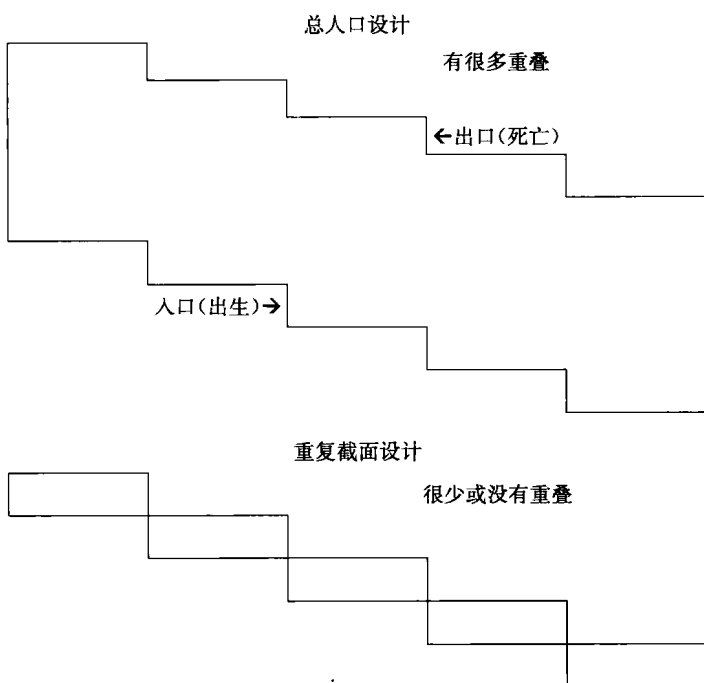 总人口设计
有很多重叠
←出口(死亡)
入口(出生)→
重复截面设计
很少或没有重叠